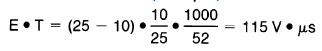 E • T = (25 – 10) • 10/25 • 1000/52 = 115 V • μs